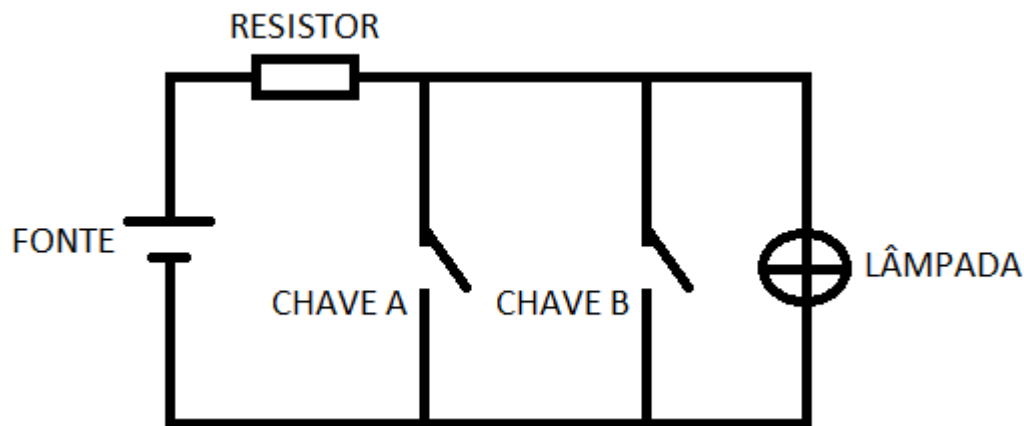 RESISTOR
FONTE
CHAVE A
CHAVE B
LÂMPADA